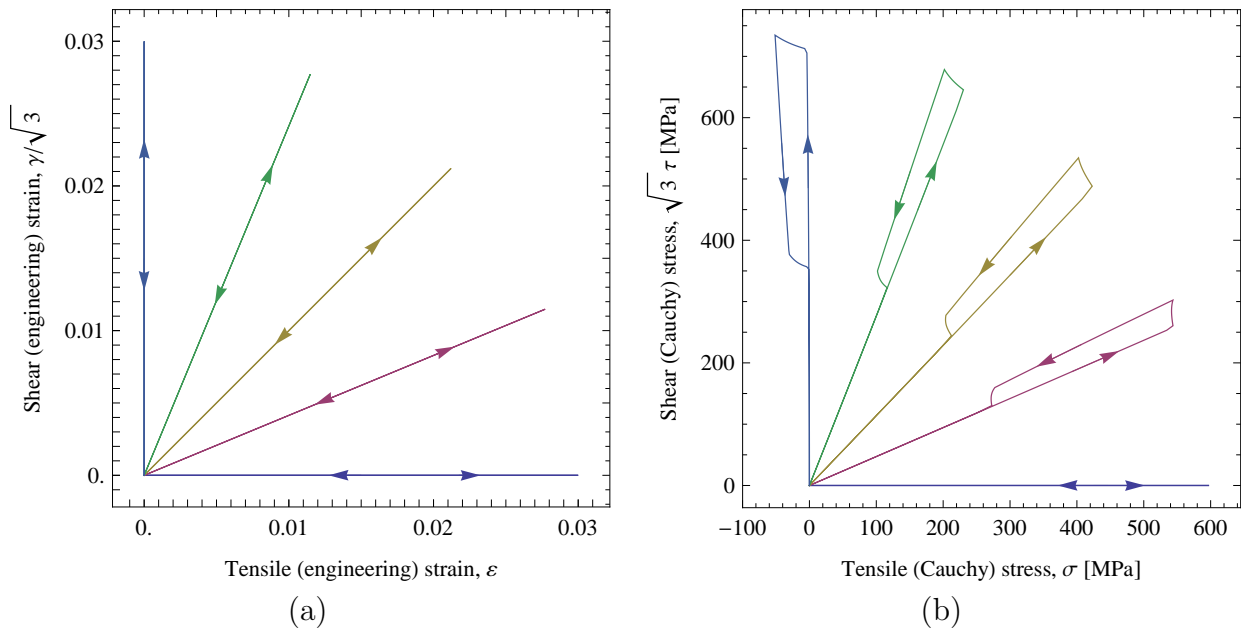 0.03
0.02
0.01
0.
Shear (engineering) strain, γ/√3
0. 0.01 0.02 0.03
Tensile (engineering) strain, ε
(a)
600
400
200
0
Shear (Cauchy) stress, √3 τ [MPa]
−100 0 100 200 300 400 500 600
Tensile (Cauchy) stress, σ [MPa]
(b)